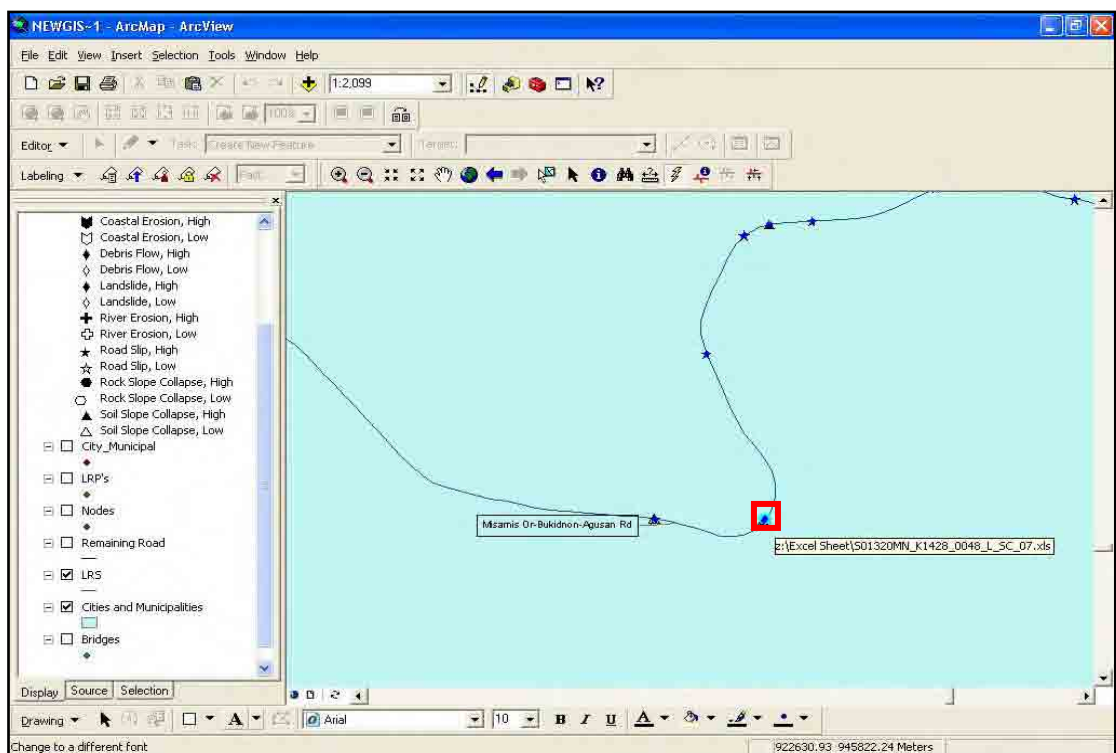 NEWGIS~1 - ArcMap - ArcView
File Edit View Insert Selection Tools Window Help
1:2,099
100%
Editor Task: Create New Feature Target:
Labeling Fast
Coastal Erosion, High
Coastal Erosion, Low
Debris Flow, High
Debris Flow, Low
Landslide, High
Landslide, Low
River Erosion, High
River Erosion, Low
Road Slip, High
Road Slip, Low
Rock Slope Collapse, High
Rock Slope Collapse, Low
Soil Slope Collapse, High
Soil Slope Collapse, Low
City_Municipal
LRP's
Nodes
Remaining Road
LRS
Cities and Municipalities
Bridges
Misamis Or-Bukidnon-Agusan Rd
z:\Excel Sheet\S01320MN_K1428_0048_L_SC_07.xls
Display Source Selection
Drawing A Arial 10 B I U A
Change to a different font
922630.93 945822.24 Meters